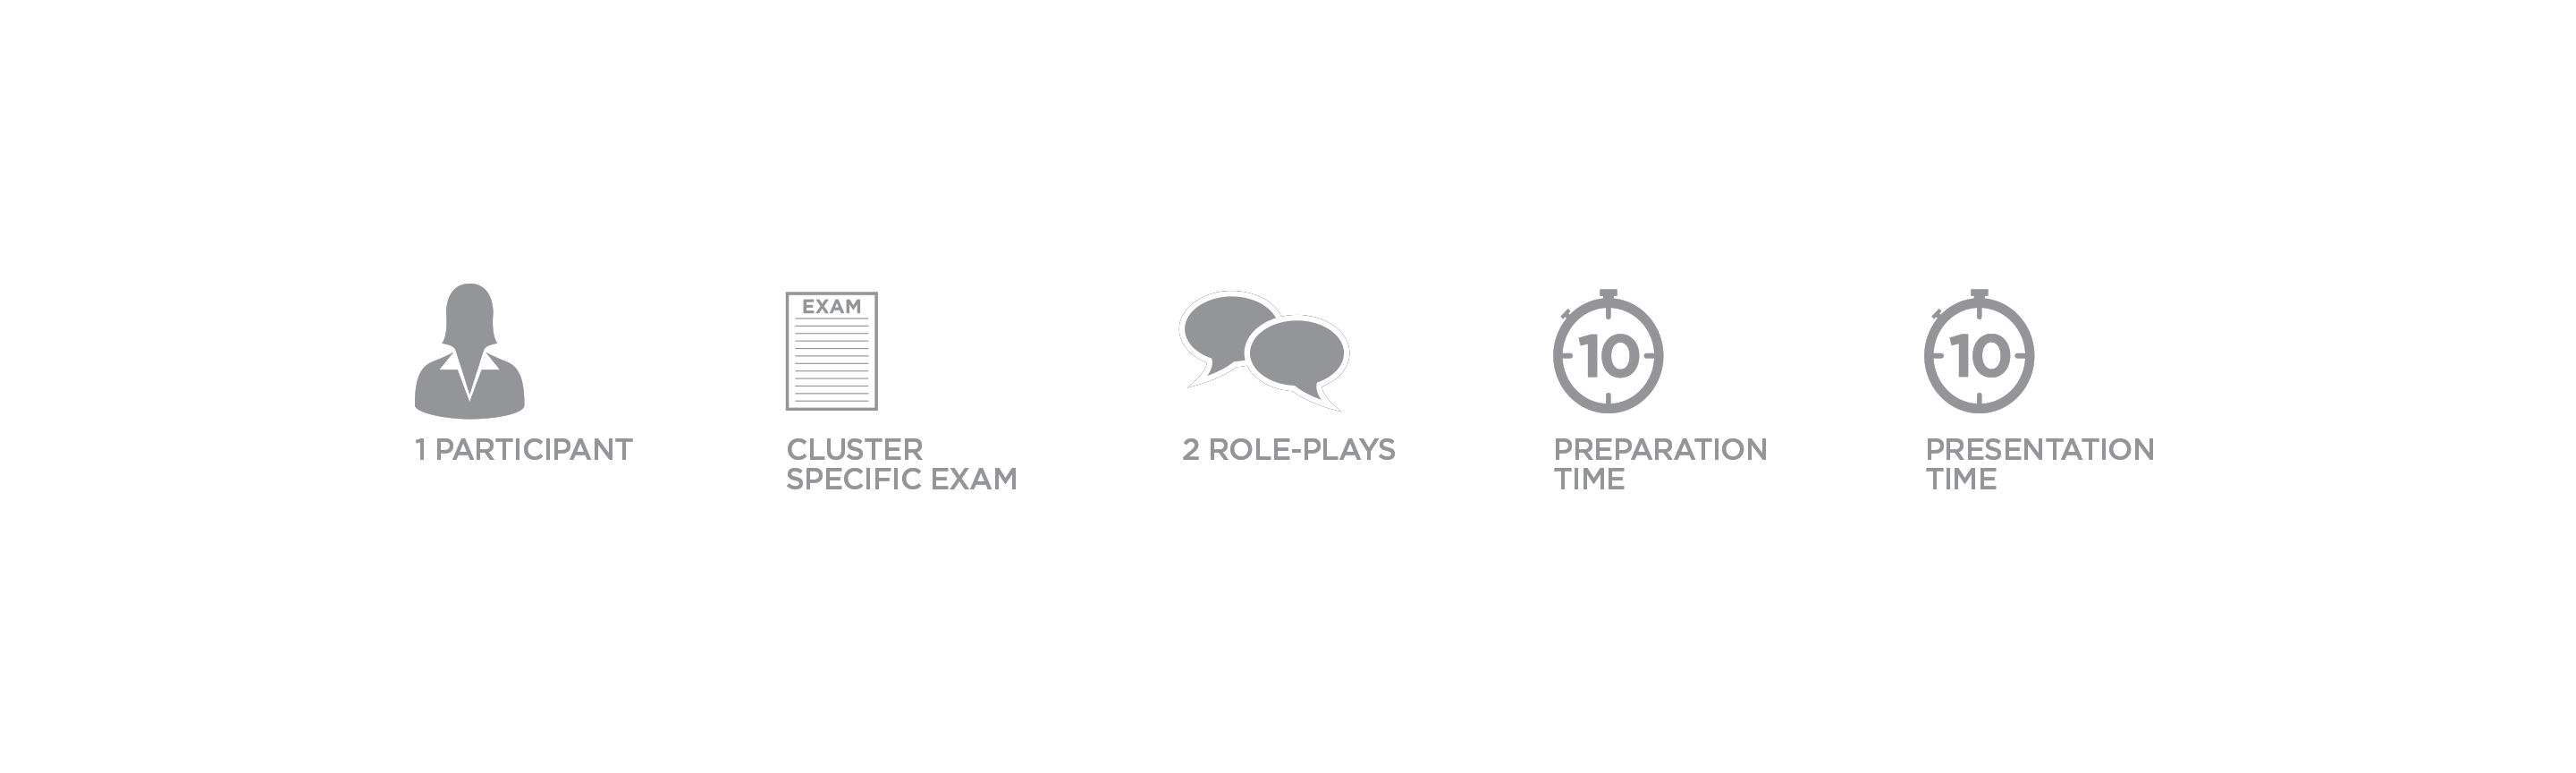 EXAM
10
10
1 PARTICIPANT
CLUSTER
SPECIFIC EXAM
2 ROLE-PLAYS
PREPARATION
TIME
PRESENTATION
TIME